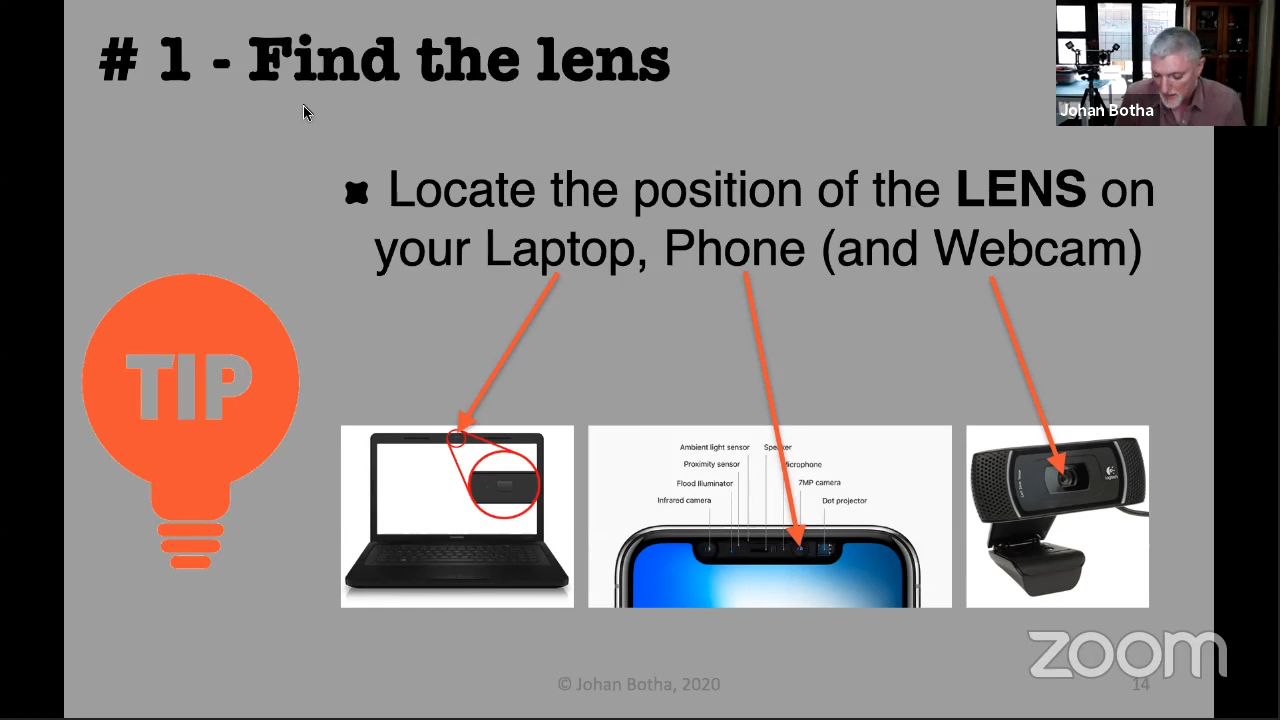 # 1 - Find the lens
Johan Botha
Locate the position of the LENS on
your Laptop, Phone (and Webcam)
TIP
Ambient light sensor
Speaker
Proximity sensor
Microphone
Flood Illuminator
7MP camera
Infrared camera
Dot projector
logitech
zoom
© Johan Botha, 2020
14